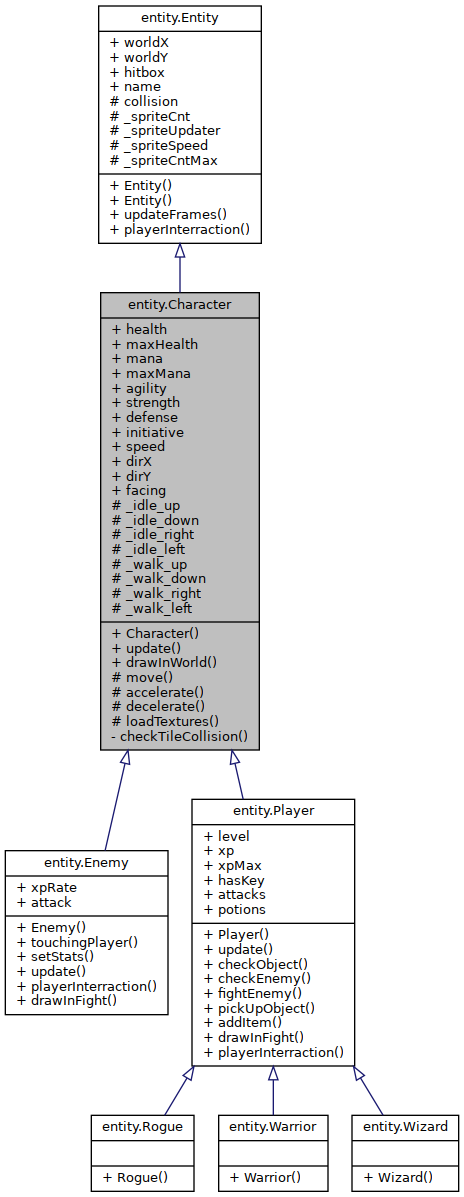 entity.Entity
+ worldX
+ worldY
+ hitbox
+ name
# collision
# _spriteCnt
# _spriteUpdater
# _spriteSpeed
# _spriteCntMax
+ Entity()
+ Entity()
+ updateFrames()
+ playerInterraction()
entity.Character
+ health
+ maxHealth
+ mana
+ maxMana
+ agility
+ strength
+ defense
+ initiative
+ speed
+ dirX
+ dirY
+ facing
# _idle_up
# _idle_down
# _idle_right
# _idle_left
# _walk_up
# _walk_down
# _walk_right
# _walk_left
+ Character()
+ update()
+ drawInWorld()
# move()
# accelerate()
# decelerate()
# loadTextures()
- checkTileCollision()
entity.Enemy
+ xpRate
+ attack
+ Enemy()
+ touchingPlayer()
+ setStats()
+ update()
+ playerInterraction()
+ drawInFight()
entity.Player
+ level
+ xp
+ xpMax
+ hasKey
+ attacks
+ potions
+ Player()
+ update()
+ checkObject()
+ checkEnemy()
+ fightEnemy()
+ pickUpObject()
+ addItem()
+ drawInFight()
+ playerInterraction()
entity.Rogue
+ Rogue()
entity.Warrior
+ Warrior()
entity.Wizard
+ Wizard()